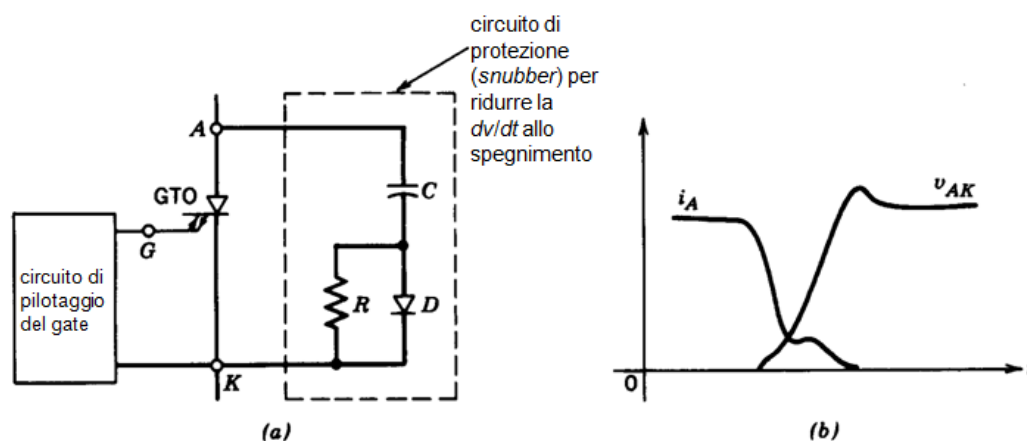 circuito di
protezione
(snubber) per
ridurre la
dv/dt allo
spegnimento
A
GTO
C
G
circuito di
pilotaggio
del gate
R
D
K
(a)
i_A
v_AK
0
(b)